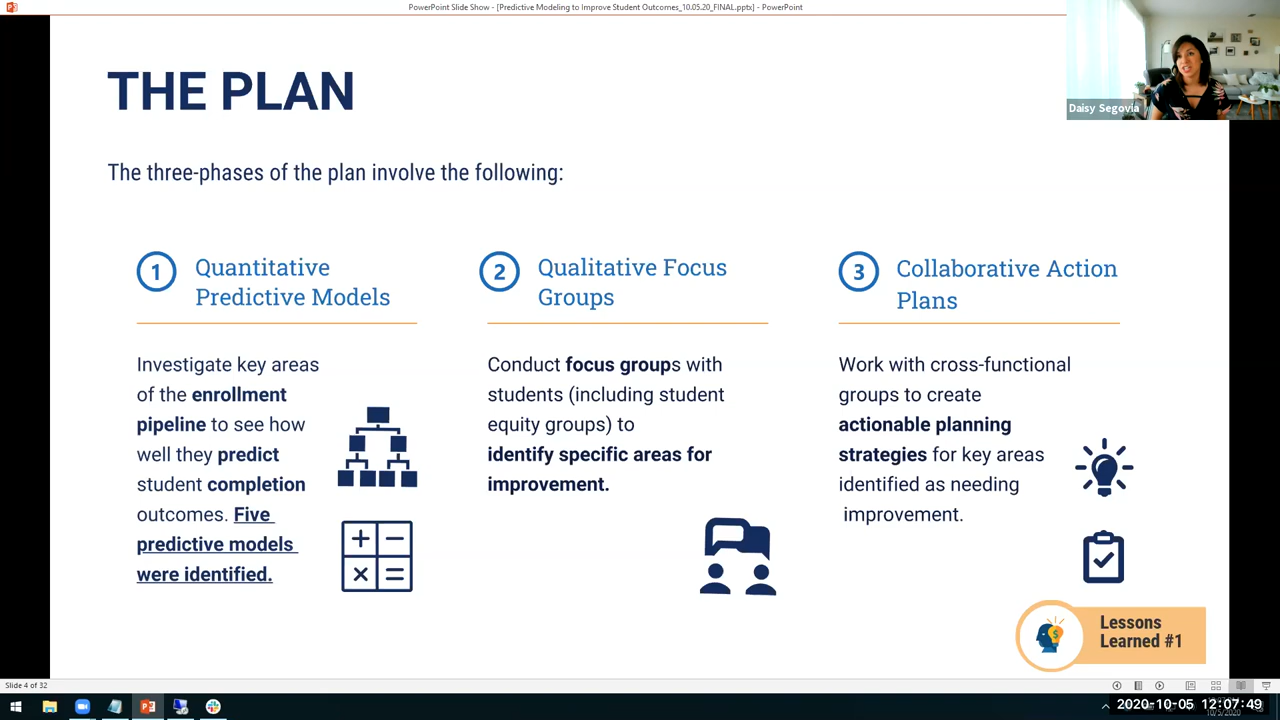 PowerPoint Slide Show - [Predictive Modeling to Improve Student Outcomes_10.05.20_FINAL.pptx] - PowerPoint
Daisy Segovia
THE PLAN
The three-phases of the plan involve the following:
1
Quantitative
Predictive Models
Investigate key areas
of the enrollment
pipeline to see how
well they predict
student completion
outcomes. Five
predictive models
were identified.
2
Qualitative Focus
Groups
Conduct focus groups with
students (including student
equity groups) to
identify specific areas for
improvement.
3
Collaborative Action
Plans
Work with cross-functional
groups to create
actionable planning
strategies for key areas
identified as needing
improvement.
Lessons
Learned #1
Slide 4 of 32
2020-10-05 12:07:49
10/5/2020